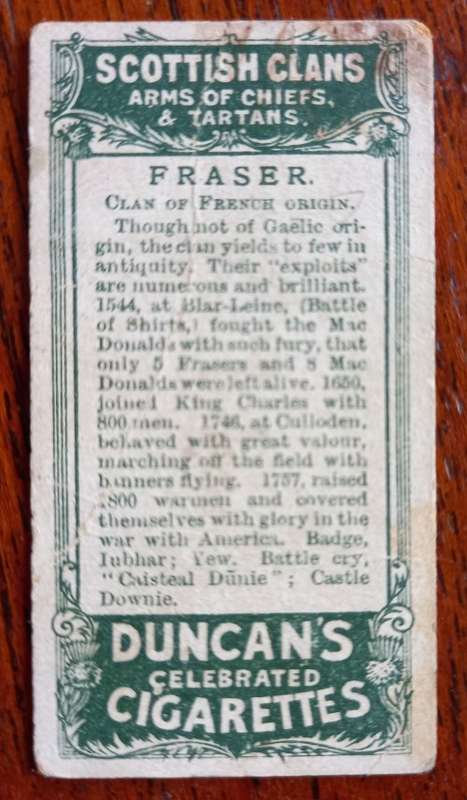 SCOTTISH CLANS
ARMS OF CHIEFS,
& TARTANS.
FRASER.
CLAN OF FRENCH ORIGIN.
Though not of Gaëlic ori-
gin, the clan yields to few in
antiquity. Their "exploits"
are numerous and brilliant.
1544, at Blar-Leine, (Battle
of Shirts,) fought the Mac
Donalds with such fury, that
only 5 Frasers and 8 Mac
Donalds were left alive. 1650,
joined King Charles with
800 men. 1746, at Culloden,
behaved with great valour,
marching off the field with
banners flying. 1757, raised
1800 warmen and covered
themselves with glory in the
war with America. Badge,
Iubhar; Yew. Battle cry,
"Caisteal Dūnie"; Castle
Downie.
DUNCAN'S
CELEBRATED
CIGARETTES